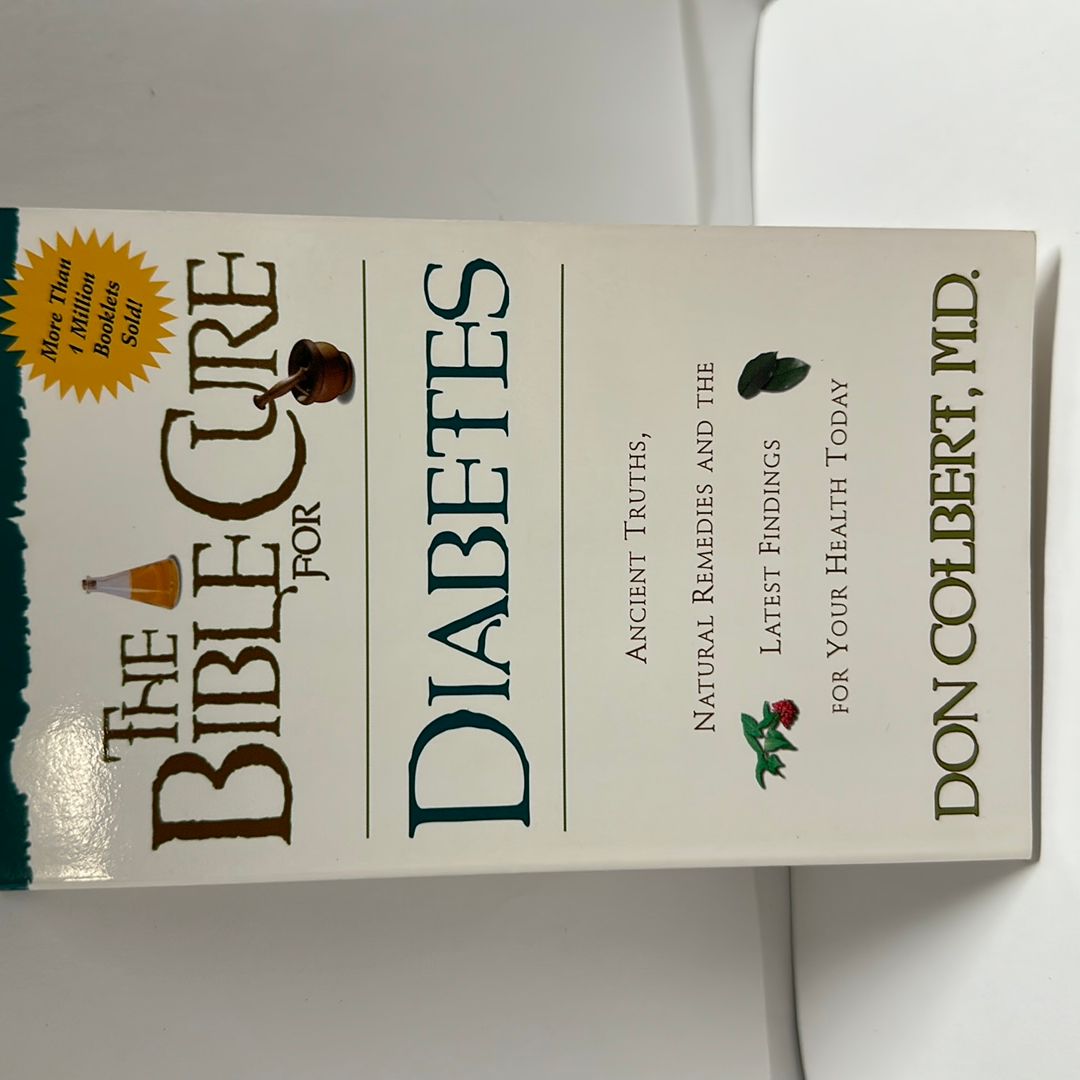 More Than
1 Million
Booklets
Sold!
THE
BIBLE CURE
FOR
DIABETES
ANCIENT TRUTHS,
NATURAL REMEDIES AND THE
LATEST FINDINGS
FOR YOUR HEALTH TODAY
DON COLBERT, M.D.